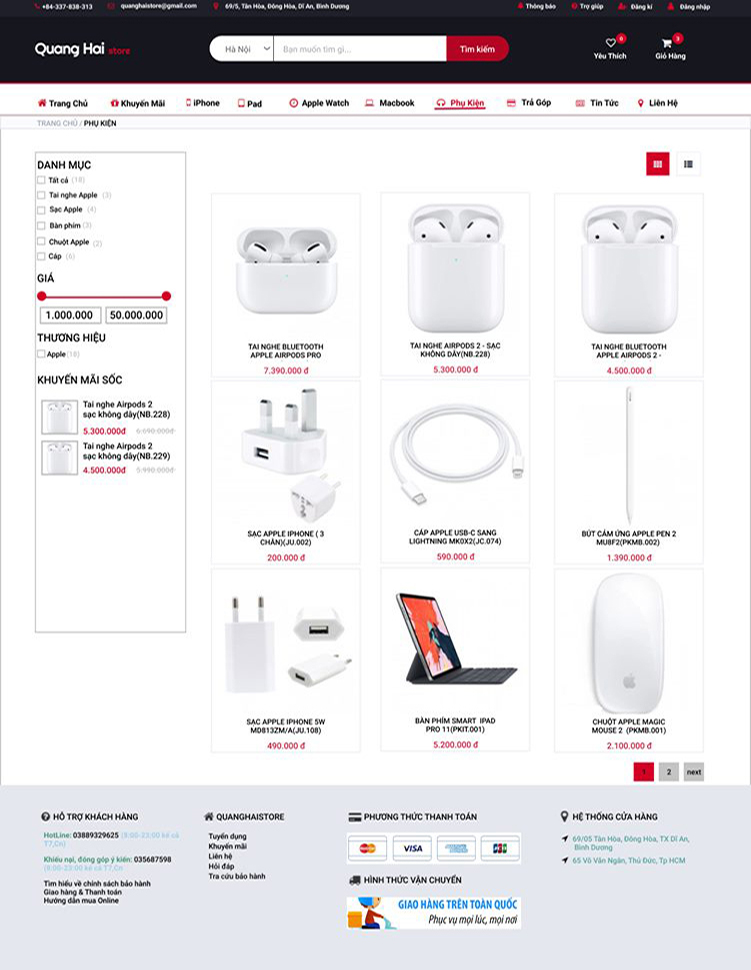 +84-337-838-313 quanghaistore@gmail.com 69/5, Tân Hòa, Đông Hòa, Dĩ An, Bình Dương Thông báo Trợ giúp Đăng kí Đăng nhập
Quang Hai store
Hà Nội Bạn muốn tìm gì... Tìm kiếm
0 3
Yêu Thích Giỏ Hàng
Trang Chủ Khuyến Mãi iPhone Pad Apple Watch Macbook Phụ Kiện Trả Góp Tin Tức Liên Hệ
TRANG CHỦ / PHỤ KIỆN
DANH MỤC
Tất cả (18)
Tai nghe Apple (3)
Sạc Apple (4)
Bàn phím (3)
Chuột Apple (2)
Cáp (6)
GIÁ
1.000.000 50.000.000
THƯƠNG HIỆU
Apple (18)
KHUYẾN MÃI SỐC
Tai nghe Airpods 2
sạc không dây(NB.228)
5.300.000đ 6.690.000đ
Tai nghe Airpods 2
sạc không dây(NB.229)
4.500.000đ 5.990.000đ
TAI NGHE BLUETOOTH
APPLE AIRPODS PRO
7.390.000 đ
TAI NGHE AIRPODS 2 - SẠC
KHÔNG DÂY(NB.228)
5.300.000 đ
TAI NGHE BLUETOOTH
APPLE AIRPODS 2 -
4.500.000 đ
SẠC APPLE IPHONE ( 3
CHÂN)(JU.002)
200.000 đ
CÁP APPLE USB-C SANG
LIGHTNING MK0X2(JC.074)
590.000 đ
BÚT CẢM ỨNG APPLE PEN 2
MU8F2(PKMB.002)
1.390.000 đ
SẠC APPLE IPHONE 5W
MD813ZM/A(JU.108)
490.000 đ
BÀN PHÍM SMART IPAD
PRO 11(PKIT.001)
5.200.000 đ
CHUỘT APPLE MAGIC
MOUSE 2 (PKMB.001)
2.100.000 đ
1 2 next
HỖ TRỢ KHÁCH HÀNG
HotLine: 03889329625 (8:00-23:00 kể cả
T7,Cn)
Khiếu nại, đóng góp ý kiến: 035687598
(8:00-23:00 kể cả T7,Cn
Tìm hiểu về chính sách bảo hành
Giao hàng & Thanh toán
Hướng dẫn mua Online
QUANGHAISTORE
Tuyển dụng
Khuyến mãi
Liên hệ
Hỏi đáp
Tra cứu bảo hành
PHƯƠNG THỨC THANH TOÁN
VISA JCB
HÌNH THỨC VẬN CHUYỂN
GIAO HÀNG TRÊN TOÀN QUỐC
Phục vụ mọi lúc, mọi nơi
HỆ THỐNG CỬA HÀNG
69/05 Tân Hòa, Đông Hòa, TX Dĩ An,
Bình Dương
65 Võ Văn Ngân, Thủ Đức, Tp HCM